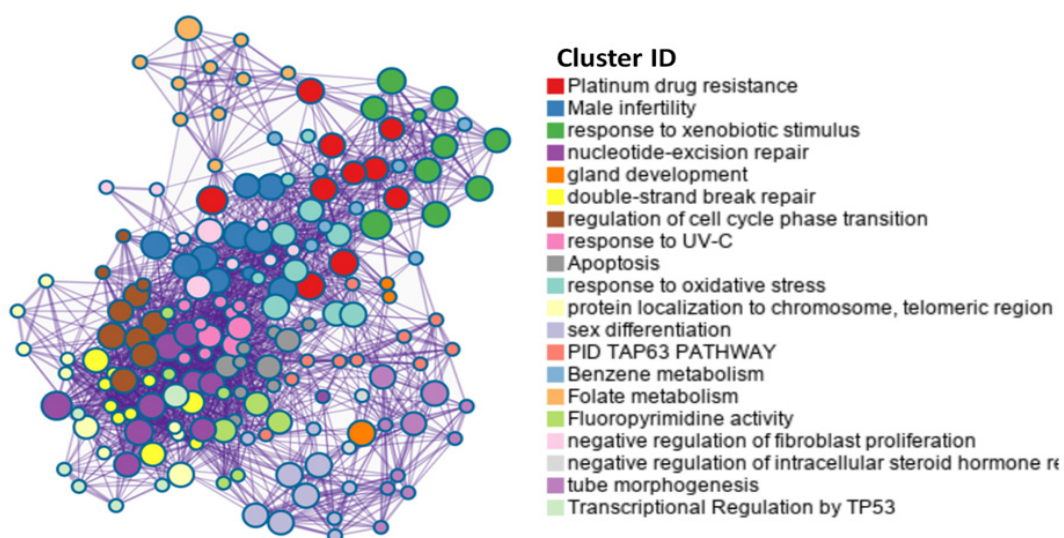 Cluster ID
Platinum drug resistance
Male infertility
response to xenobiotic stimulus
nucleotide-excision repair
gland development
double-strand break repair
regulation of cell cycle phase transition
response to UV-C
Apoptosis
response to oxidative stress
protein localization to chromosome, telomeric region
sex differentiation
PID TAP63 PATHWAY
Benzene metabolism
Folate metabolism
Fluoropyrimidine activity
negative regulation of fibroblast proliferation
negative regulation of intracellular steroid hormone re
tube morphogenesis
Transcriptional Regulation by TP53